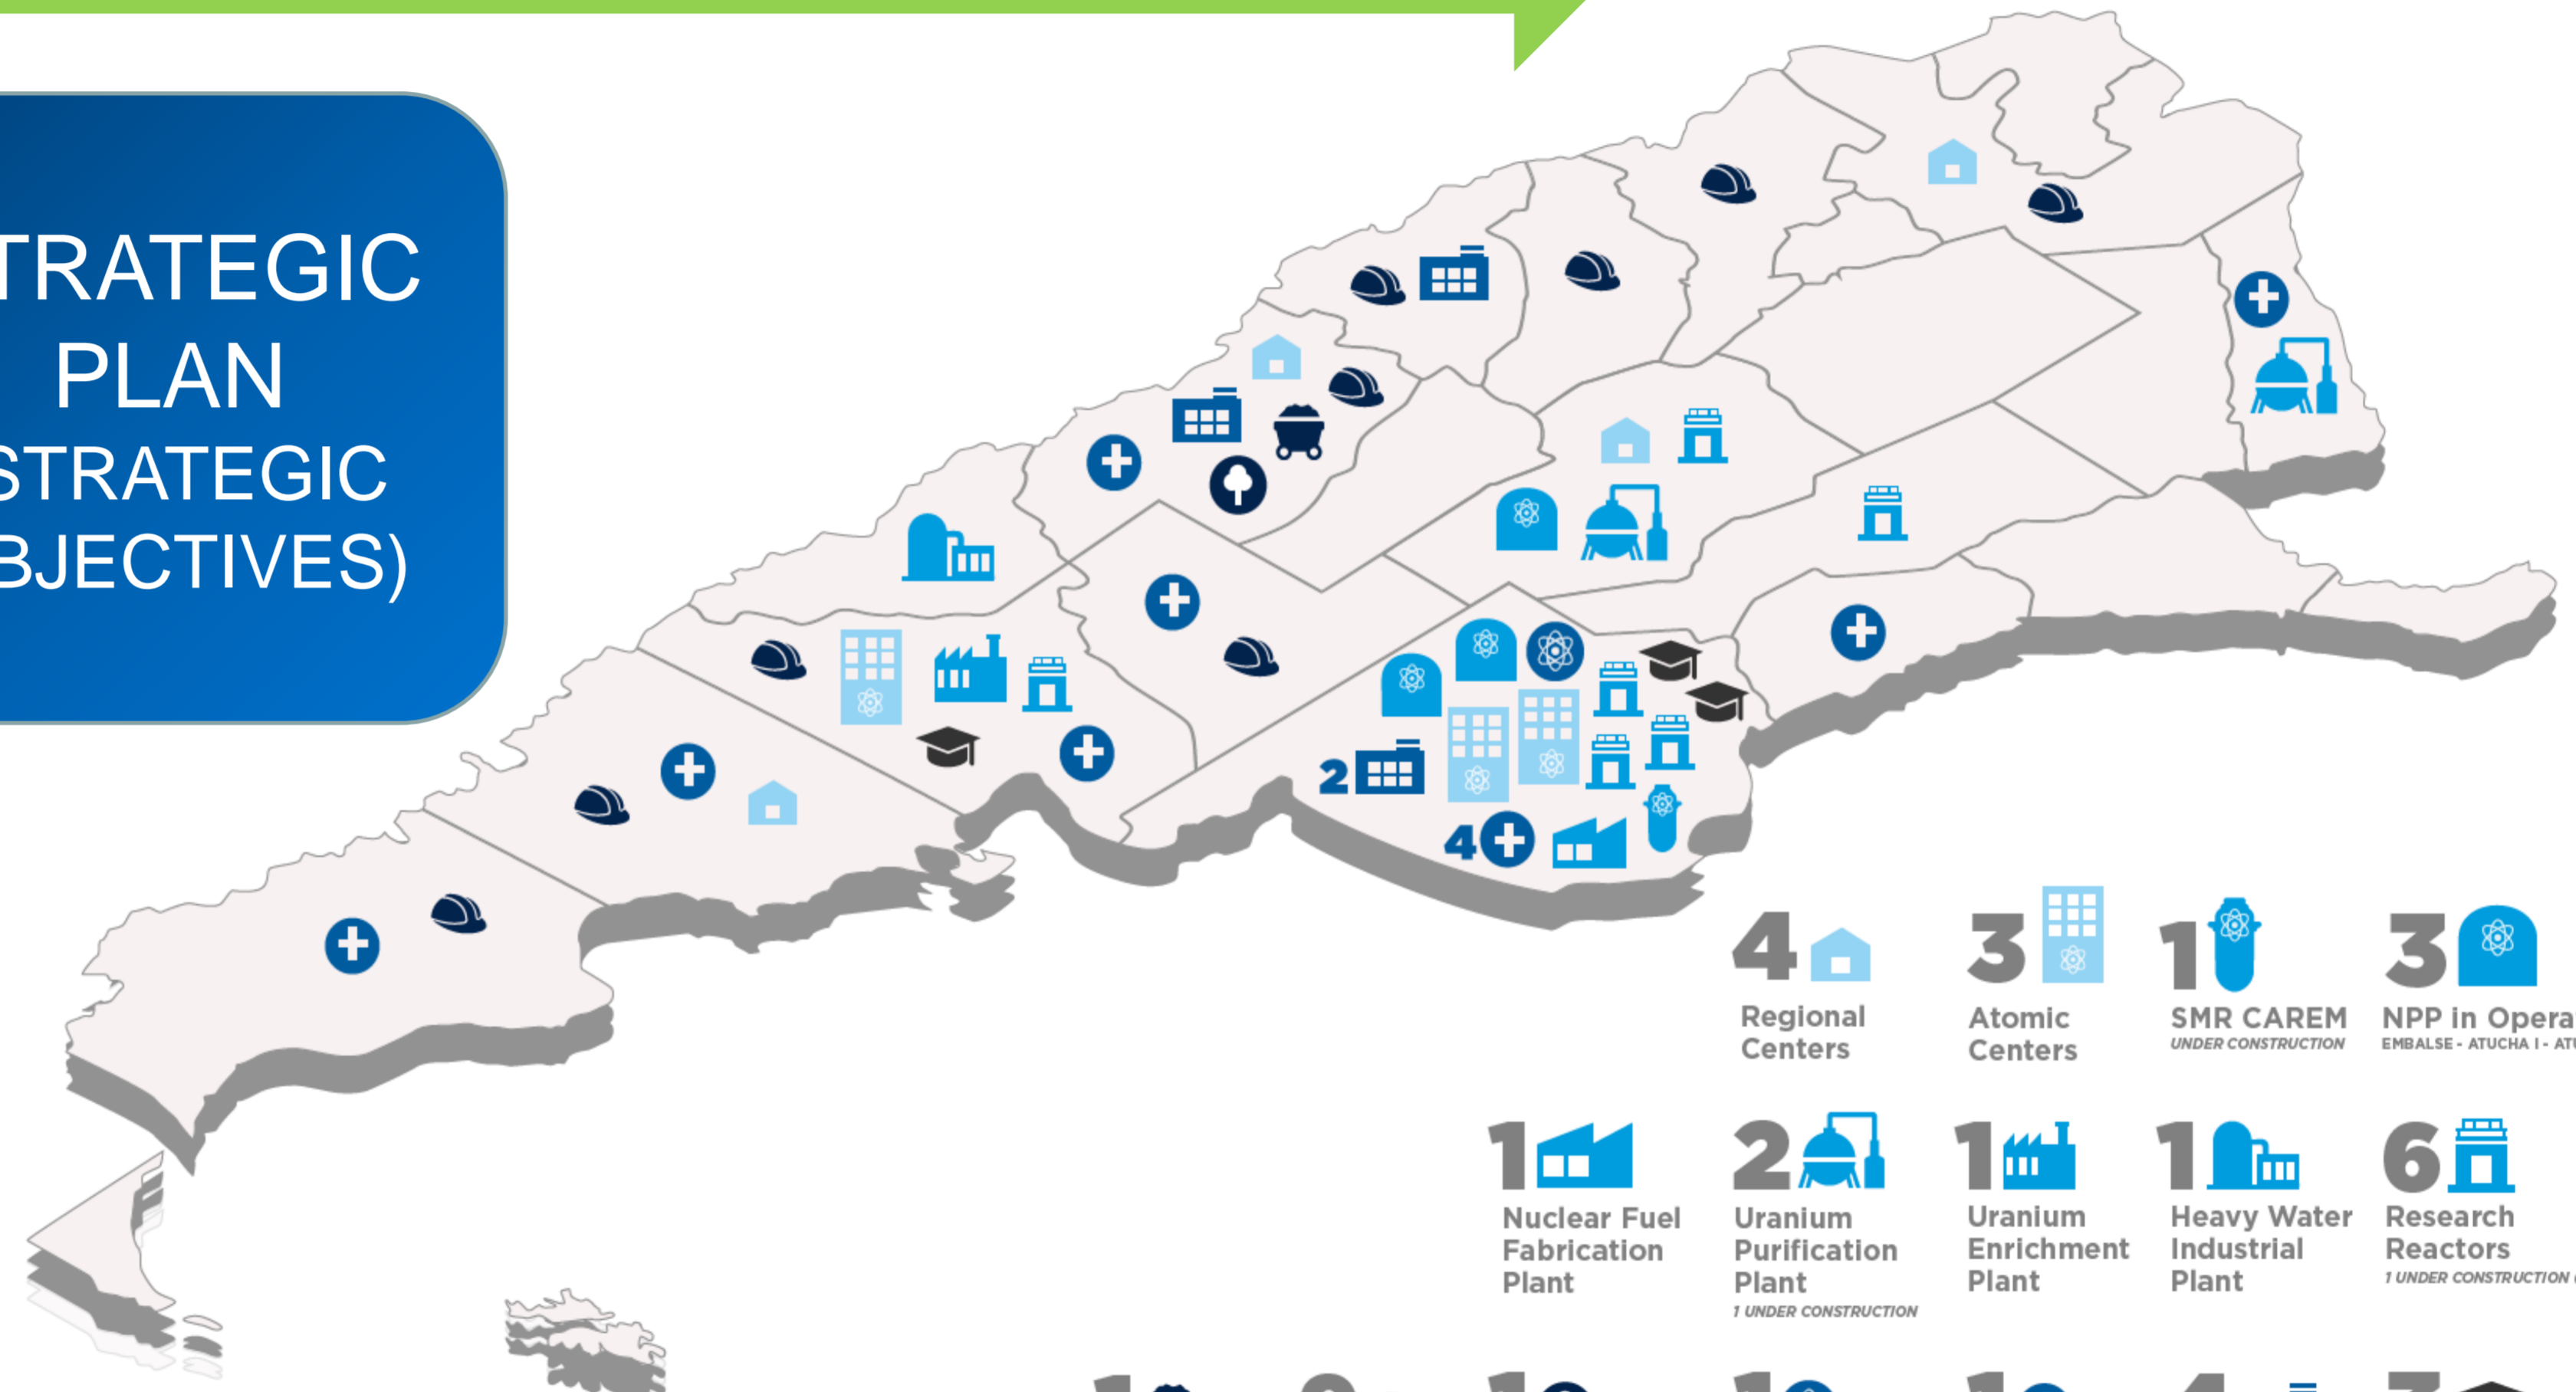 TRATEGIC
PLAN
STRATEGIC
BJECTIVES)
2
4
4
Regional
Centers
3
Atomic
Centers
1
SMR CAREM
UNDER CONSTRUCTION
3
NPP in Opera
EMBALSE - ATUCHA I - ATU
1
Nuclear Fuel
Fabrication
Plant
2
Uranium
Purification
Plant
1 UNDER CONSTRUCTION
1
Uranium
Enrichment
Plant
1
Heavy Water
Industrial
Plant
6
Research
Reactors
1 UNDER CONSTRUCTION